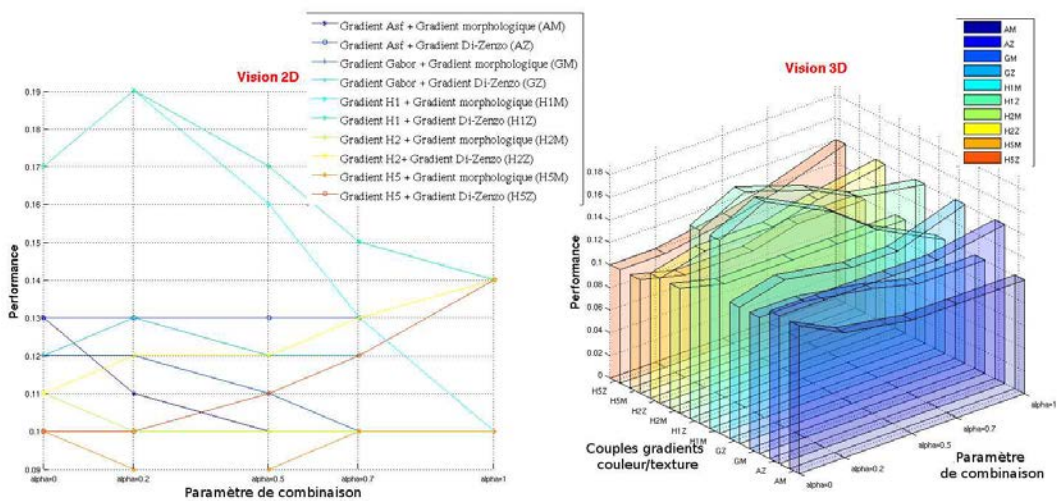 Vision 2D
Gradient Asf + Gradient morphologique (AM)
Gradient Asf + Gradient Di-Zenzo (AZ)
Gradient Gabor + Gradient morphologique (GM)
Gradient Gabor + Gradient Di-Zenzo (GZ)
Gradient H1 + Gradient morphologique (H1M)
Gradient H1 + Gradient Di-Zenzo (H1Z)
Gradient H2 + Gradient morphologique (H2M)
Gradient H2+ Gradient Di-Zenzo (H2Z)
Gradient H5 + Gradient morphologique (H5M)
Gradient H5 + Gradient Di-Zenzo (H5Z)
Performance
0.19
0.18
0.17
0.16
0.15
0.14
0.13
0.12
0.11
0.1
0.09
alpha=0
alpha=0.2
alpha=0.5
alpha=0.7
alpha=1
Paramètre de combinaison
Vision 3D
AM
AZ
GM
GZ
H1M
H1Z
H2M
H2Z
H5M
H5Z
Performance
0.18
0.16
0.14
0.12
0.1
0.08
0.06
0.04
0.02
0
H5Z
H5M
H2Z
H2M
H1Z
H1M
GZ
GM
AZ
AM
Couples gradients
couleur/texture
alpha=0
alpha=0.2
alpha=0.5
alpha=0.7
alpha=1
Paramètre
de combinaison